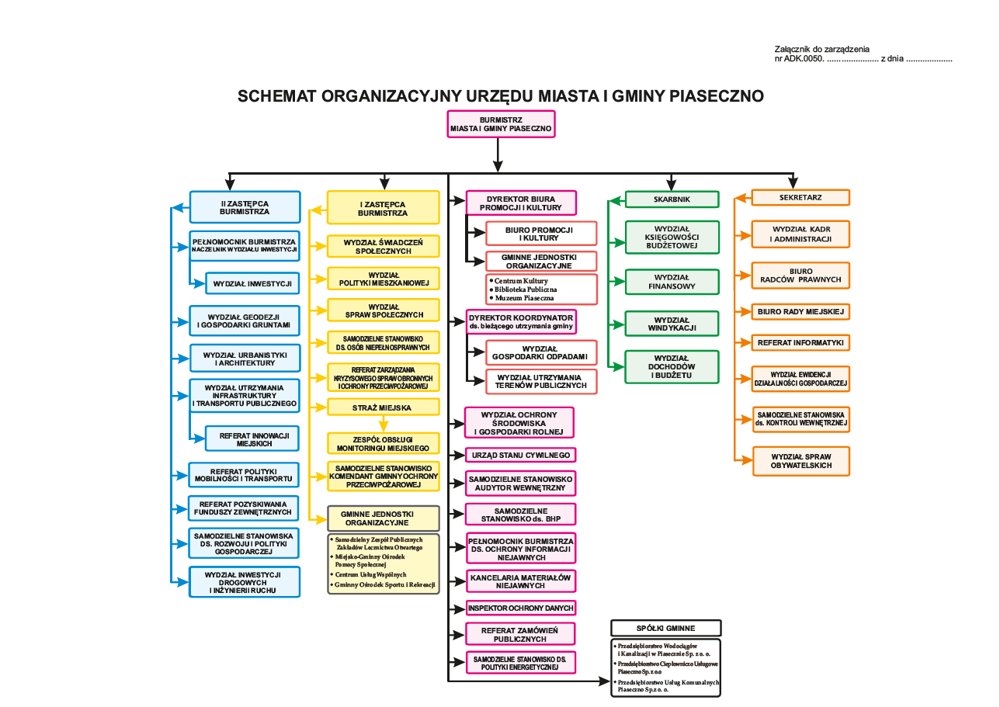 Załącznik do zarządzenia
nr ADK.0050. ....................... z dnia ....................
SCHEMAT ORGANIZACYJNY URZĘDU MIASTA I GMINY PIASECZNO
BURMISTRZ
MIASTA I GMINY PIASECZNO
II ZASTĘPCA
BURMISTRZA
PEŁNOMOCNIK BURMISTRZA
NACZELNIK WYDZIAŁU INWESTYCJI
WYDZIAŁ INWESTYCJI
WYDZIAŁ GEODEZJI
I GOSPODARKI GRUNTAMI
WYDZIAŁ URBANISTYKI
I ARCHITEKTURY
WYDZIAŁ UTRZYMANIA
INFRASTRUKTURY
I TRANSPORTU PUBLICZNEGO
REFERAT INNOWACJI
MIEJSKICH
REFERAT POLITYKI
MOBILNOŚCI I TRANSPORTU
REFERAT POZYSKIWANIA
FUNDUSZY ZEWNĘTRZNYCH
SAMODZIELNE STANOWISKA
DS. ROZWOJU I POLITYKI
GOSPODARCZEJ
WYDZIAŁ INWESTYCJI
DROGOWYCH
I INŻYNIERII RUCHU
I ZASTĘPCA
BURMISTRZA
WYDZIAŁ ŚWIADCZEŃ
SPOŁECZNYCH
WYDZIAŁ
POLITYKI MIESZKANIOWEJ
WYDZIAŁ
SPRAW SPOŁECZNYCH
SAMODZIELNE STANOWISKO
DS. OSÓB NIEPEŁNOSPRAWNYCH
REFERAT ZARZĄDZANIA
KRYZYSOWEGO SPRAW OBRONNYCH
I OCHRONY PRZECIWPOŻAROWEJ
STRAŻ MIEJSKA
ZESPÓŁ OBSŁUGI
MONITORINGU MIEJSKIEGO
SAMODZIELNE STANOWISKO
KOMENDANT GMINY OCHRONY
PRZECIWPOŻAROWEJ
GMINNE JEDNOSTKI
ORGANIZACYJNE
• Samodzielny Zespół Publicznych
Zakładów Lecznictwa Otwartego
• Miejsko-Gminny Ośrodek
Pomocy Społecznej
• Centrum Usług Wspólnych
• Gminny Ośrodek Sportu i Rekreacji
DYREKTOR BIURA
PROMOCJI I KULTURY
BIURO PROMOCJI
I KULTURY
GMINNE JEDNOSTKI
ORGANIZACYJNE
• Centrum Kultury
• Biblioteka Publiczna
• Muzeum Piaseczna
DYREKTOR KOORDYNATOR
ds. bieżącego utrzymania gminy
WYDZIAŁ
GOSPODARKI ODPADAMI
WYDZIAŁ UTRZYMANIA
TERENÓW PUBLICZNYCH
WYDZIAŁ OCHRONY
ŚRODOWISKA
I GOSPODARKI ROLNEJ
URZĄD STANU CYWILNEGO
SAMODZIELNE STANOWISKO
AUDYTOR WEWNĘTRZNY
SAMODZIELNE
STANOWISKO ds. BHP
PEŁNOMOCNIK BURMISTRZA
DS. OCHRONY INFORMACJI
NIEJAWNYCH
KANCELARIA MATERIAŁÓW
NIEJAWNYCH
INSPEKTOR OCHRONY DANYCH
REFERAT ZAMÓWIEŃ
PUBLICZNYCH
SAMODZIELNE STANOWISKO DS.
POLITYKI ENERGETYCZNEJ
SKARBNIK
WYDZIAŁ
KSIĘGOWOŚCI
BUDŻETOWEJ
WYDZIAŁ
FINANSOWY
WYDZIAŁ
WINDYKACJI
WYDZIAŁ
DOCHODÓW
I BUDŻETU
SEKRETARZ
WYDZIAŁ KADR
I ADMINISTRACJI
BIURO
RADCÓW PRAWNYCH
BIURO RADY MIEJSKIEJ
REFERAT INFORMATYKI
WYDZIAŁ EWIDENCJI
DZIAŁALNOŚCI GOSPODARCZEJ
SAMODZIELNE STANOWISKA
ds. KONTROLI WEWNĘTRZNEJ
WYDZIAŁ SPRAW
OBYWATELSKICH
SPÓŁKI GMINNE
• Przedsiębiorstwo Wodociągów
i Kanalizacji w Piasecznie Sp. z o. o.
• Przedsiębiorstwo Ciepłowniczo Usługowe
Piaseczno Sp. z o.o
• Przedsiębiorstwo Usług Komunalnych
Piaseczno Sp.z o. o.